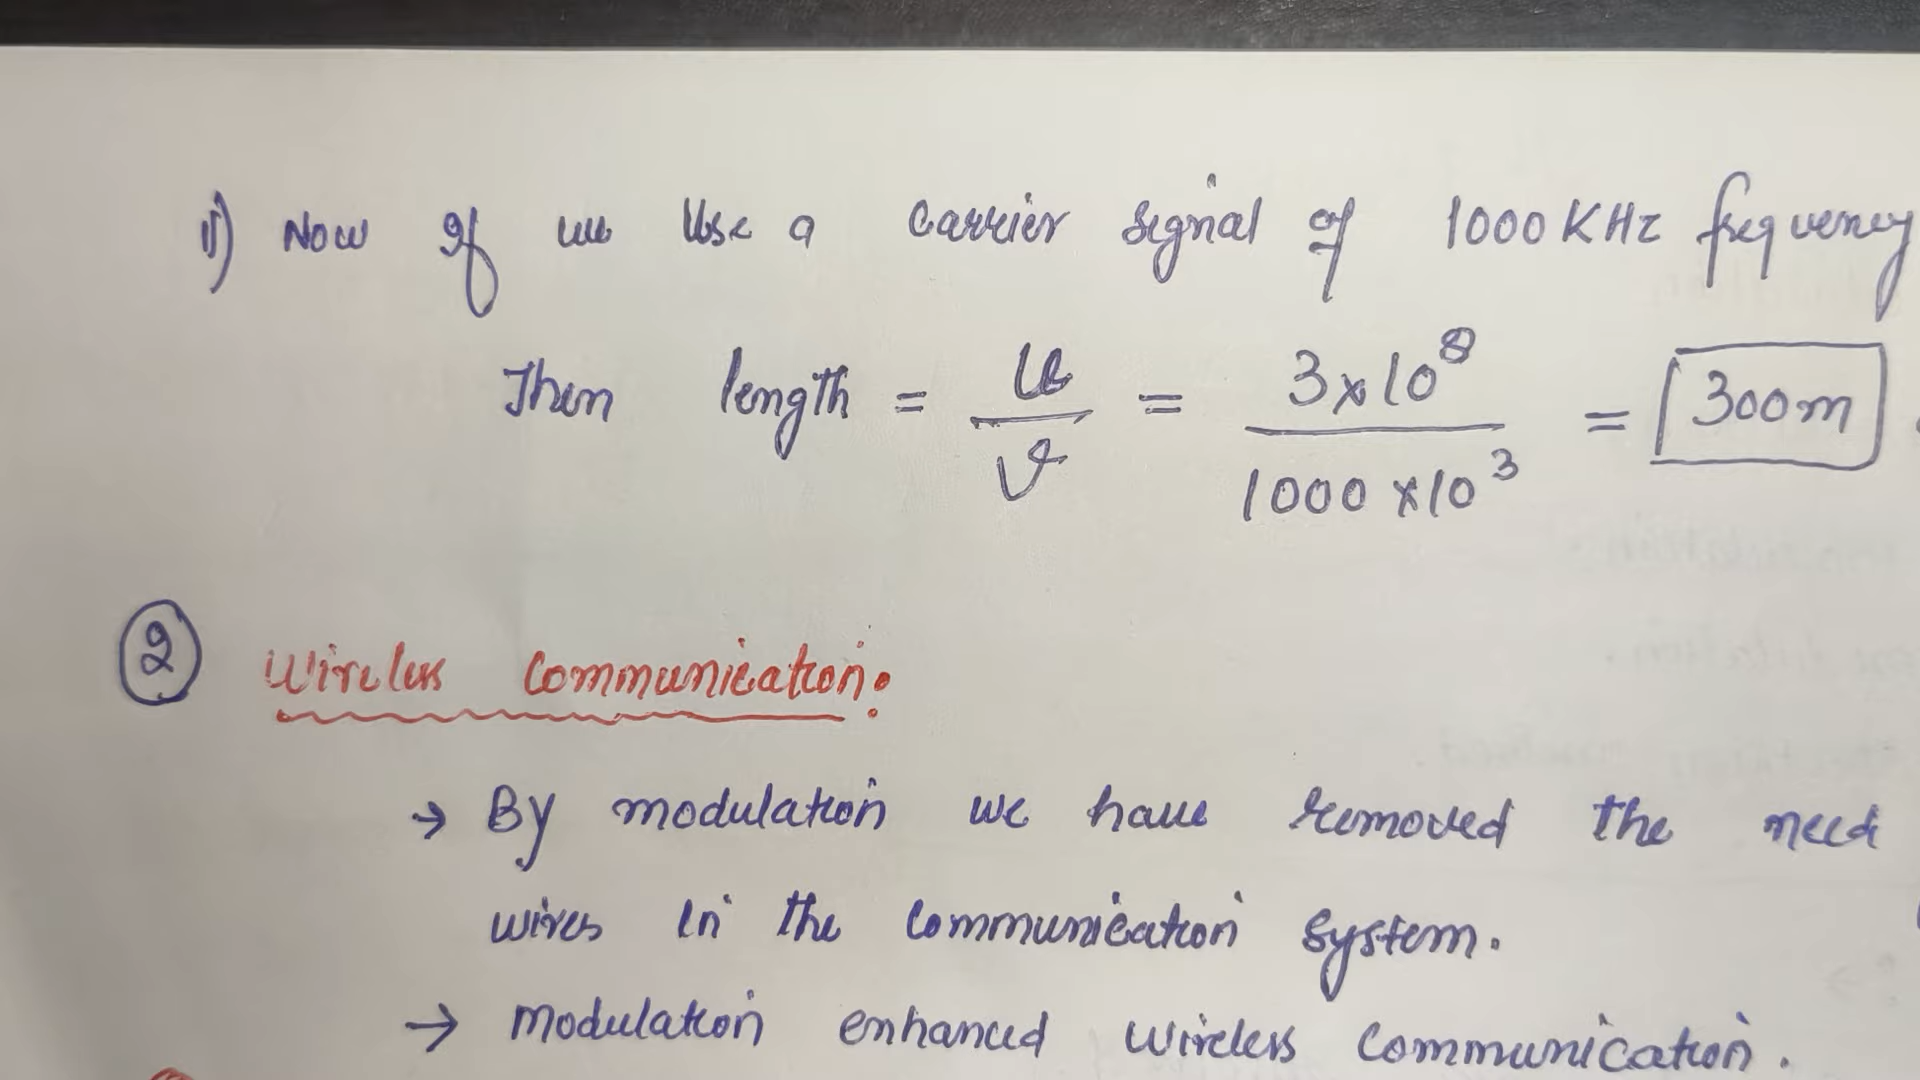 ii) Now if we use a carrier signal of 1000 KHz frequency
Then length = u/ν = 3×10⁸/1000×10³ = 300m
② Wireless Communication:
→ By modulation we have removed the need
wires in the communication system.
→ Modulation enhanced wireless communication.